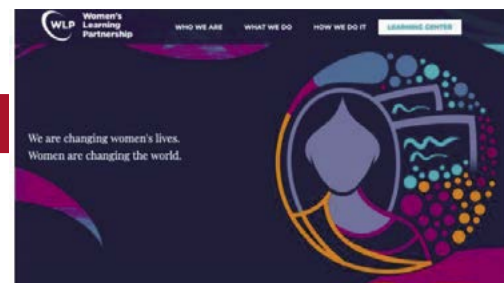 WLP
Women's
Learning
Partnership
WHO WE ARE
WHAT WE DO
HOW WE DO IT
LEARNING CENTER
We are changing women's lives.
Women are changing the world.